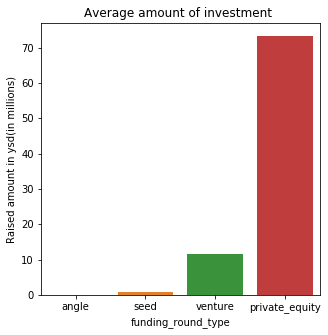 Average amount of investment
Raised amount in ysd(in millions)
70
60
50
40
30
20
10
0
angle seed venture private_equity
funding_round_type